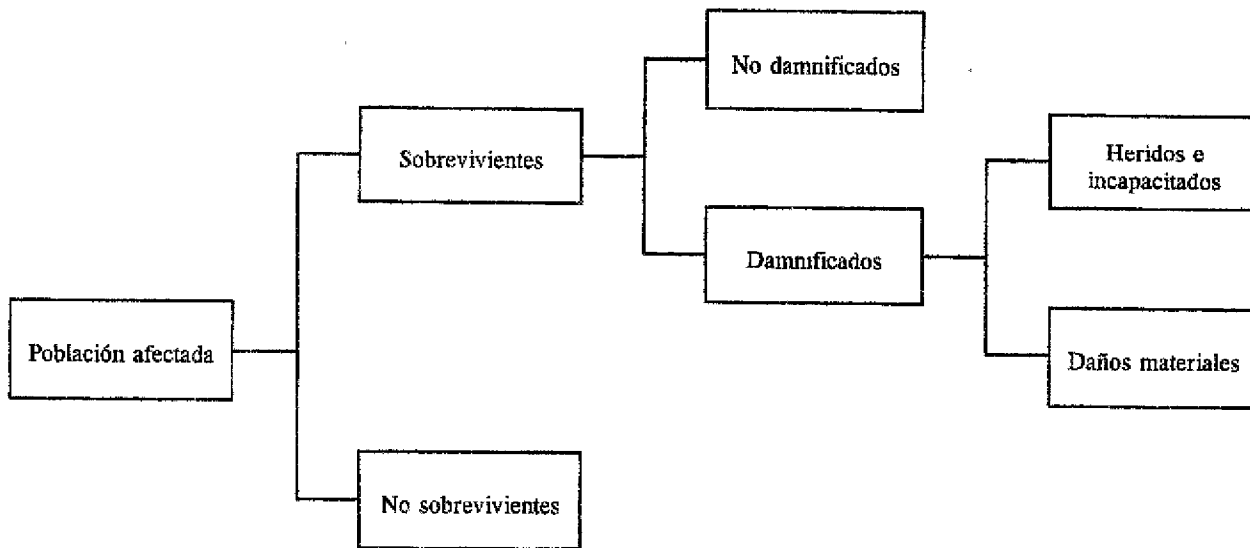 No damnificados
Sobrevivientes
Heridos e
incapacitados
Damnificados
Población afectada
Daños materiales
No sobrevivientes